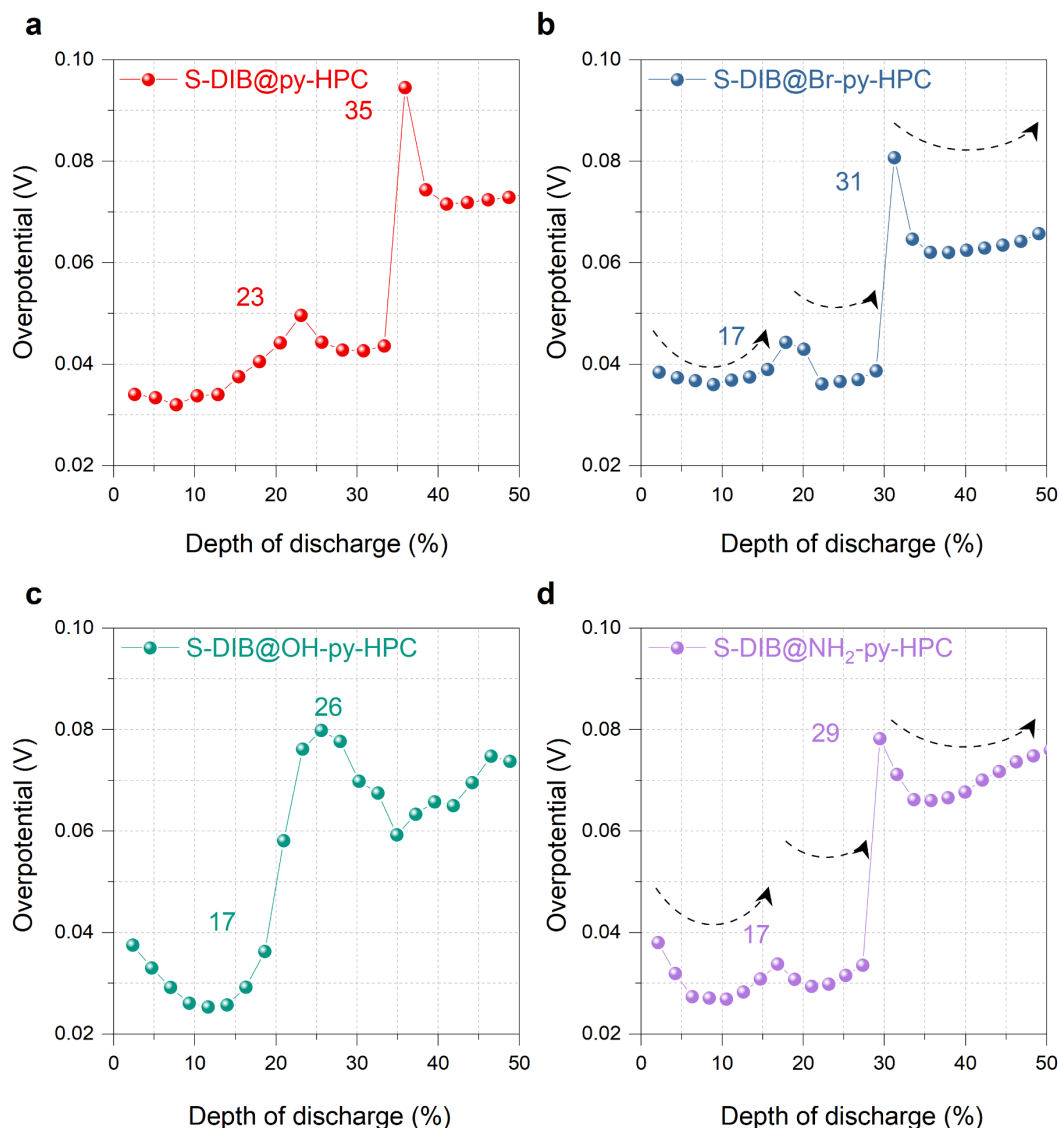 a
S-DIB@py-HPC
35
23
0.10
0.08
0.06
0.04
0.02
Overpotential (V)
0 10 20 30 40 50
Depth of discharge (%)
b
S-DIB@Br-py-HPC
31
17
0.10
0.08
0.06
0.04
0.02
Overpotential (V)
0 10 20 30 40 50
Depth of discharge (%)
c
S-DIB@OH-py-HPC
26
17
0.10
0.08
0.06
0.04
0.02
Overpotential (V)
0 10 20 30 40 50
Depth of discharge (%)
d
S-DIB@NH₂-py-HPC
29
17
0.10
0.08
0.06
0.04
0.02
Overpotential (V)
0 10 20 30 40 50
Depth of discharge (%)